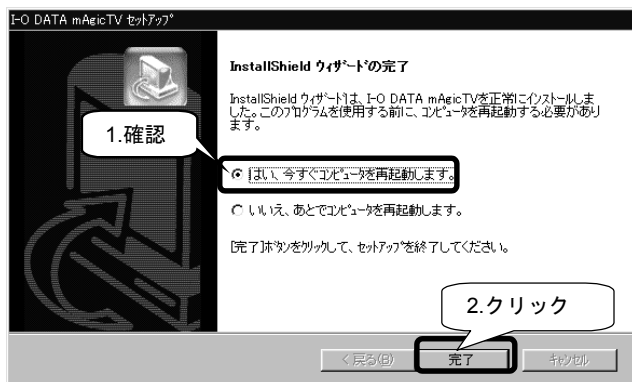 I-O DATA mAgicTV ｾｯﾄｱｯﾌﾟ
InstallShield ｳｨｻﾞｰﾄﾞの完了
InstallShield ｳｨｻﾞｰﾄﾞは、I-O DATA mAgicTVを正常にｲﾝｽﾄｰﾙしま
した。このﾌﾟﾛｸﾞﾗﾑを使用する前に、ｺﾝﾋﾟｭｰﾀを再起動する必要があり
ます。
1.確認
はい、今すぐｺﾝﾋﾟｭｰﾀを再起動します。
いいえ、あとでｺﾝﾋﾟｭｰﾀを再起動します。
[完了]ﾎﾞﾀﾝをｸﾘｯｸして、ｾｯﾄｱｯﾌﾟを終了してください。
2.クリック
< 戻る(B)
完了
ｷｬﾝｾﾙ